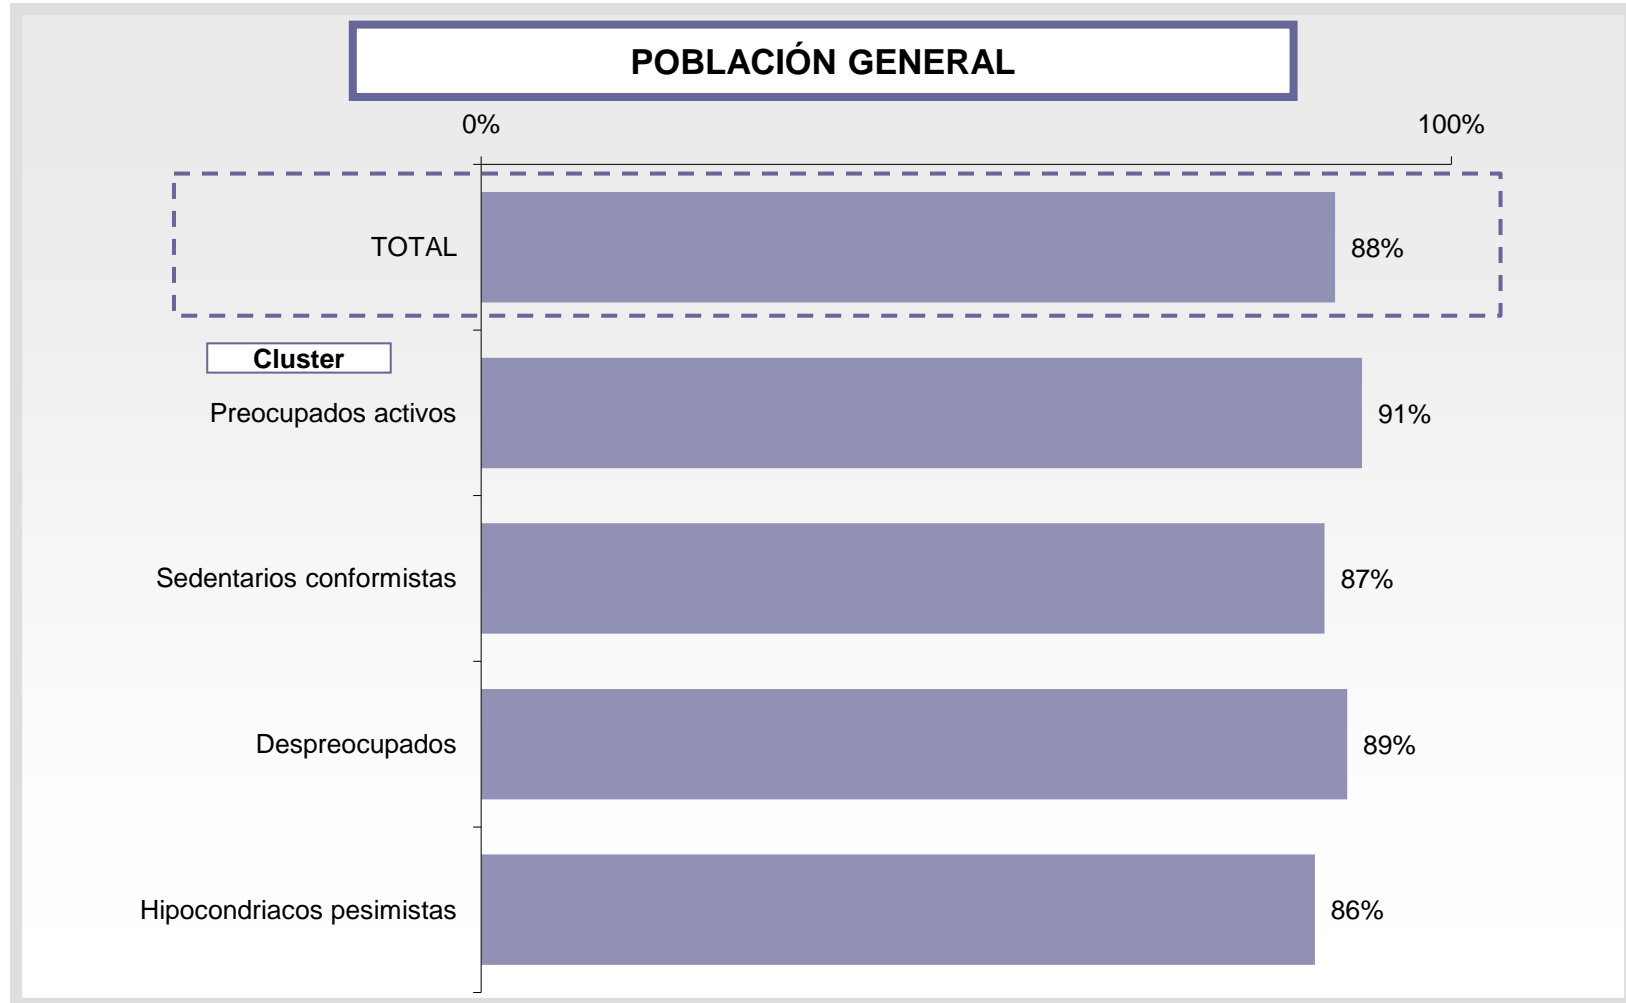 POBLACIÓN GENERAL
0% 100%
TOTAL 88%
Cluster
Preocupados activos 91%
Sedentarios conformistas 87%
Despreocupados 89%
Hipocondriacos pesimistas 86%